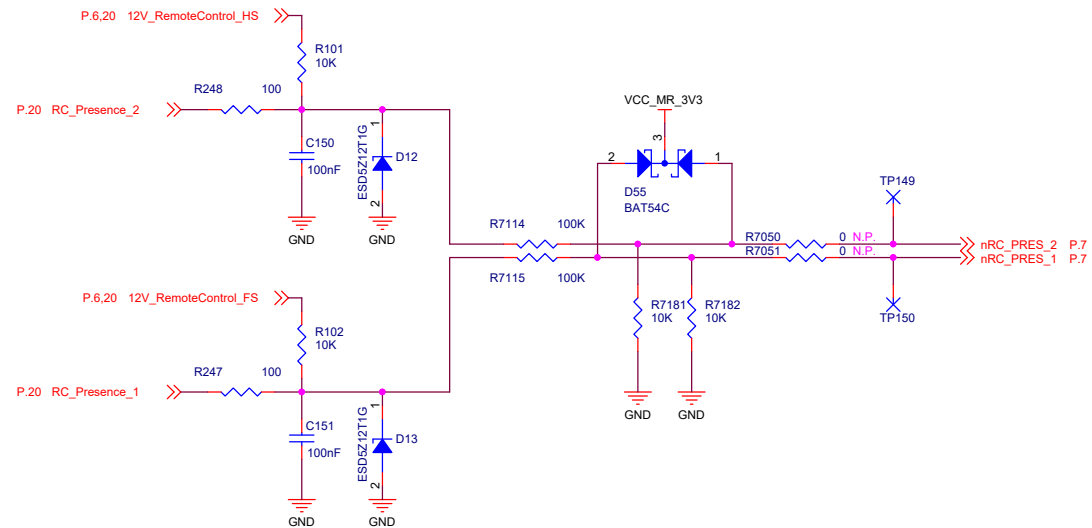 P.6,20 12V_RemoteControl_HS
R101
10K
R248 100
P.20 RC_Presence_2
C150
100nF
ESD5Z12T1G
1
D12
2
GND
GND
VCC_MR_3V3
3
2
1
D55
BAT54C
TP149
R7114 100K
R7050 0 N.P.
nRC_PRES_2 P.7
R7051 0 N.P.
nRC_PRES_1 P.7
R7115 100K
TP150
R7181
10K
R7182
10K
GND
GND
P.6,20 12V_RemoteControl_FS
R102
10K
R247 100
P.20 RC_Presence_1
C151
100nF
ESD5Z12T1G
1
D13
2
GND
GND